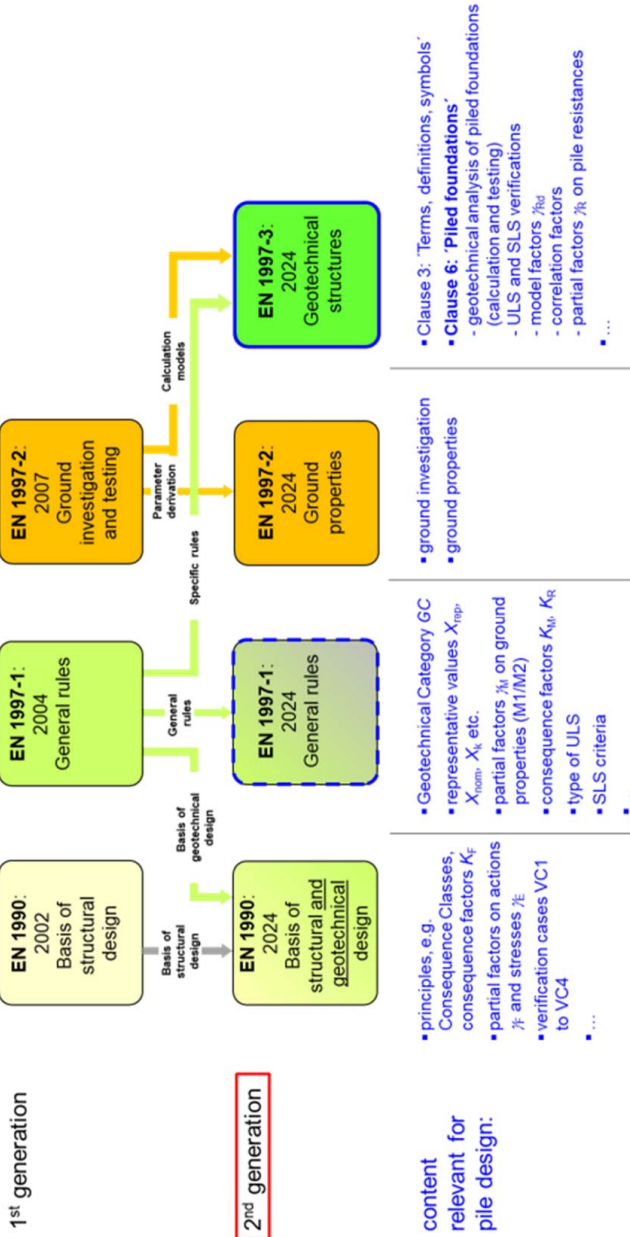 1st generation
EN 1990:
2002
Basis of
structural
design
EN 1997-1:
2004
General rules
EN 1997-2:
2007
Ground
investigation
and testing
Basis of
structural
design
Basis of
geotechnical
design
General
rules
Specific rules
Parameter
derivation
Calculation
models
2nd generation
EN 1990:
2024
Basis of
structural and
geotechnical
design
EN 1997-1:
2024
General rules
EN 1997-2:
2024
Ground
properties
EN 1997-3:
2024
Geotechnical
structures
content
relevant for
pile design:
▪ principles, e.g.
Consequence Classes,
consequence factors KF
▪ partial factors on actions
γF and stresses γE
▪ verification cases VC1
to VC4
▪ …
▪ Geotechnical Category GC
▪ representative values Xrep,
Xnom, Xk etc.
▪ partial factors γM on ground
properties (M1/M2)
▪ consequence factors KM, KR
▪ type of ULS
▪ SLS criteria
▪ …
▪ ground investigation
▪ ground properties
▪ Clause 3: ´Terms, definitions, symbols´
▪ Clause 6: ´Piled foundations´
- geotechnical analysis of piled foundations
(calculation and testing)
- ULS and SLS verifications
- model factors γRd
- correlation factors
- partial factors γR on pile resistances
▪ …